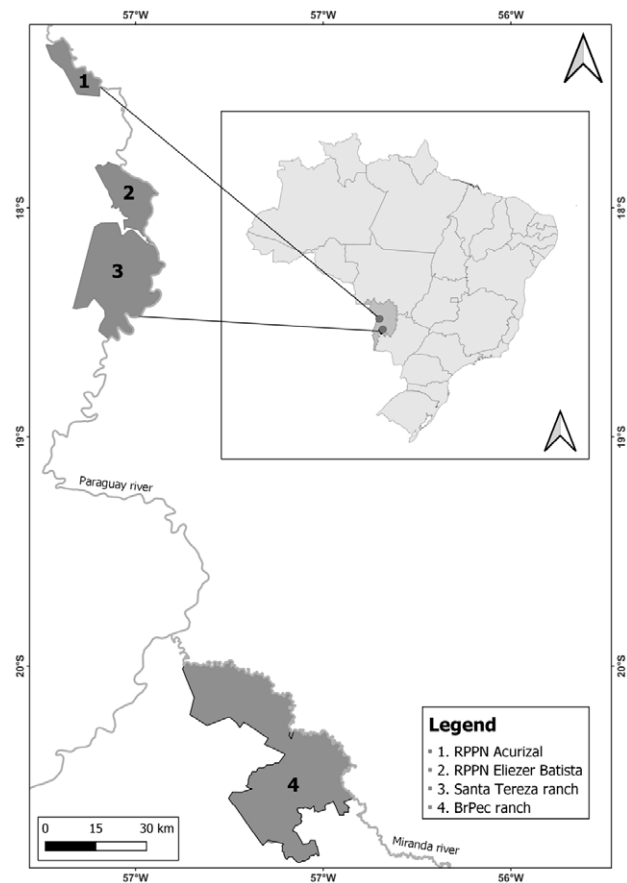 57°W 57°W 56°W
1
2
18°S 18°S
3
19°S 19°S
Paraguay river
20°S 20°S
Legend
1. RPPN Acurizal
2. RPPN Eliezer Batista
3. Santa Tereza ranch
4. BrPec ranch
4
0 15 30 km
Miranda river
57°W 57°W 56°W